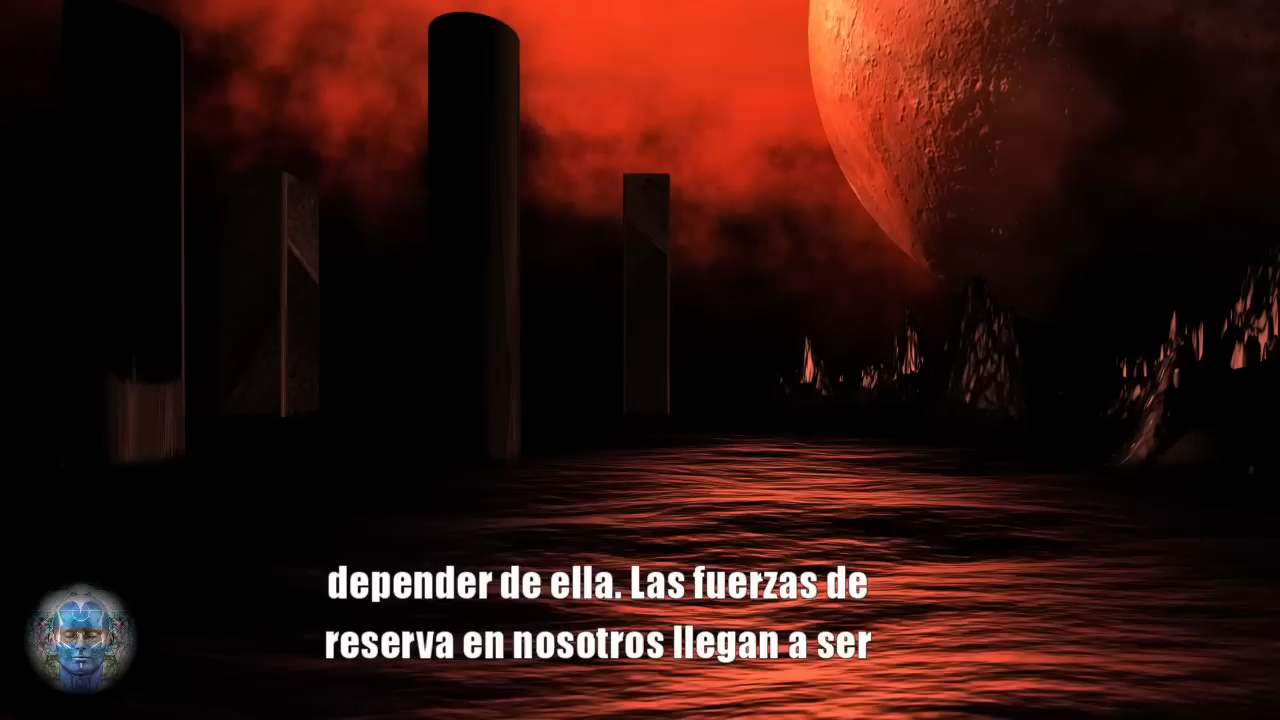 depender de ella. Las fuerzas de
reserva en nosotros llegan a ser